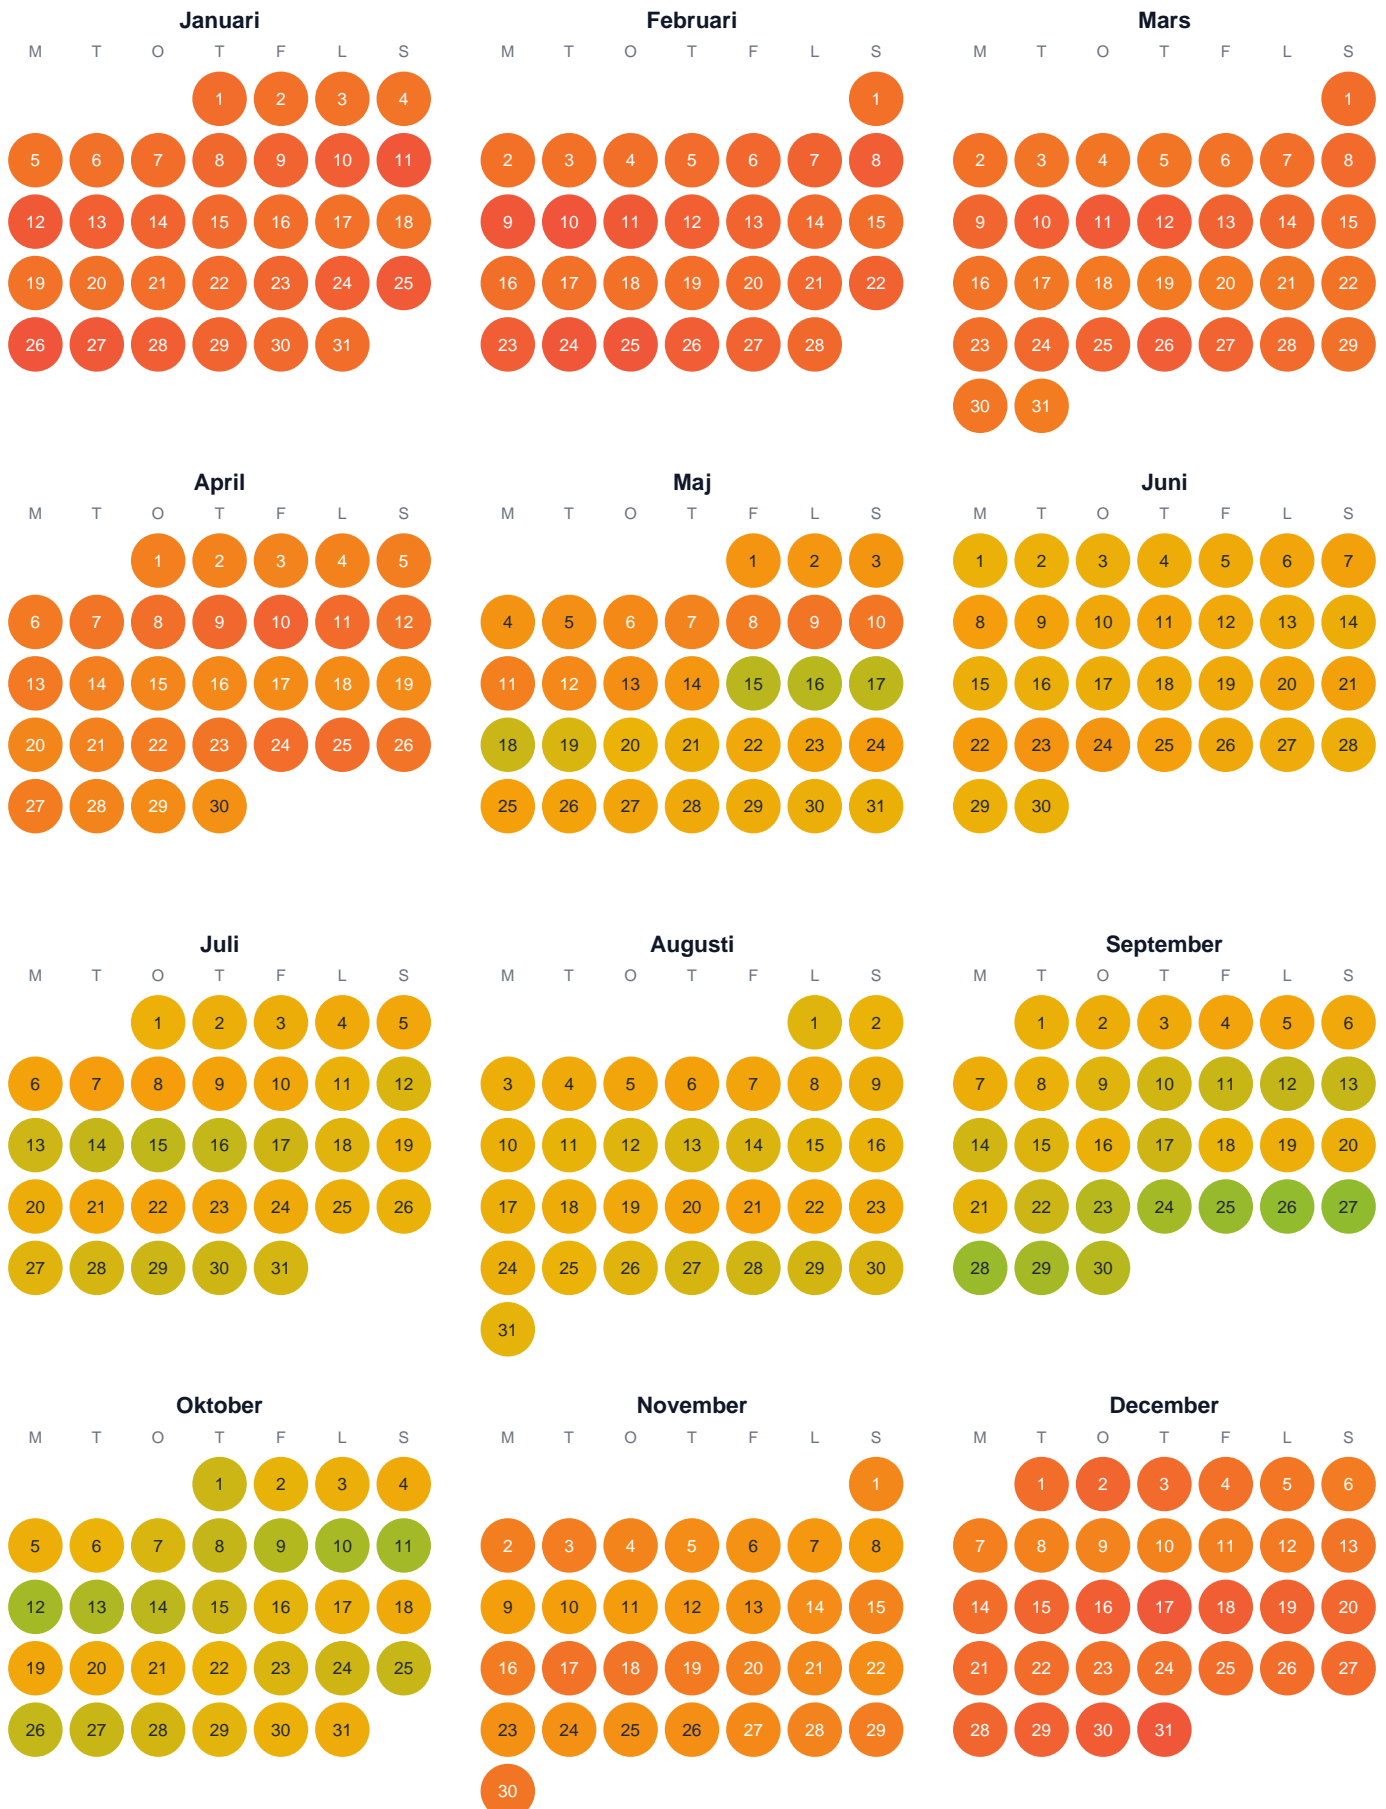 Januari Februari Mars
M T O T F L S M T O T F L S M T O T F L S
1 2 3 4 1 1
5 6 7 8 9 10 11 2 3 4 5 6 7 8 2 3 4 5 6 7 8
12 13 14 15 16 17 18 9 10 11 12 13 14 15 9 10 11 12 13 14 15
19 20 21 22 23 24 25 16 17 18 19 20 21 22 16 17 18 19 20 21 22
26 27 28 29 30 31 23 24 25 26 27 28 23 24 25 26 27 28 29
30 31
April Maj Juni
M T O T F L S M T O T F L S M T O T F L S
1 2 3 4 5 1 2 3 1 2 3 4 5 6 7
6 7 8 9 10 11 12 4 5 6 7 8 9 10 8 9 10 11 12 13 14
13 14 15 16 17 18 19 11 12 13 14 15 16 17 15 16 17 18 19 20 21
20 21 22 23 24 25 26 18 19 20 21 22 23 24 22 23 24 25 26 27 28
27 28 29 30 25 26 27 28 29 30 31 29 30
Juli Augusti September
M T O T F L S M T O T F L S M T O T F L S
1 2 3 4 5 1 2 1 2 3 4 5 6
6 7 8 9 10 11 12 3 4 5 6 7 8 9 7 8 9 10 11 12 13
13 14 15 16 17 18 19 10 11 12 13 14 15 16 14 15 16 17 18 19 20
20 21 22 23 24 25 26 17 18 19 20 21 22 23 21 22 23 24 25 26 27
27 28 29 30 31 24 25 26 27 28 29 30 28 29 30
31
Oktober November December
M T O T F L S M T O T F L S M T O T F L S
1 2 3 4 1 1 2 3 4 5 6
5 6 7 8 9 10 11 2 3 4 5 6 7 8 7 8 9 10 11 12 13
12 13 14 15 16 17 18 9 10 11 12 13 14 15 14 15 16 17 18 19 20
19 20 21 22 23 24 25 16 17 18 19 20 21 22 21 22 23 24 25 26 27
26 27 28 29 30 31 23 24 25 26 27 28 29 28 29 30 31
30